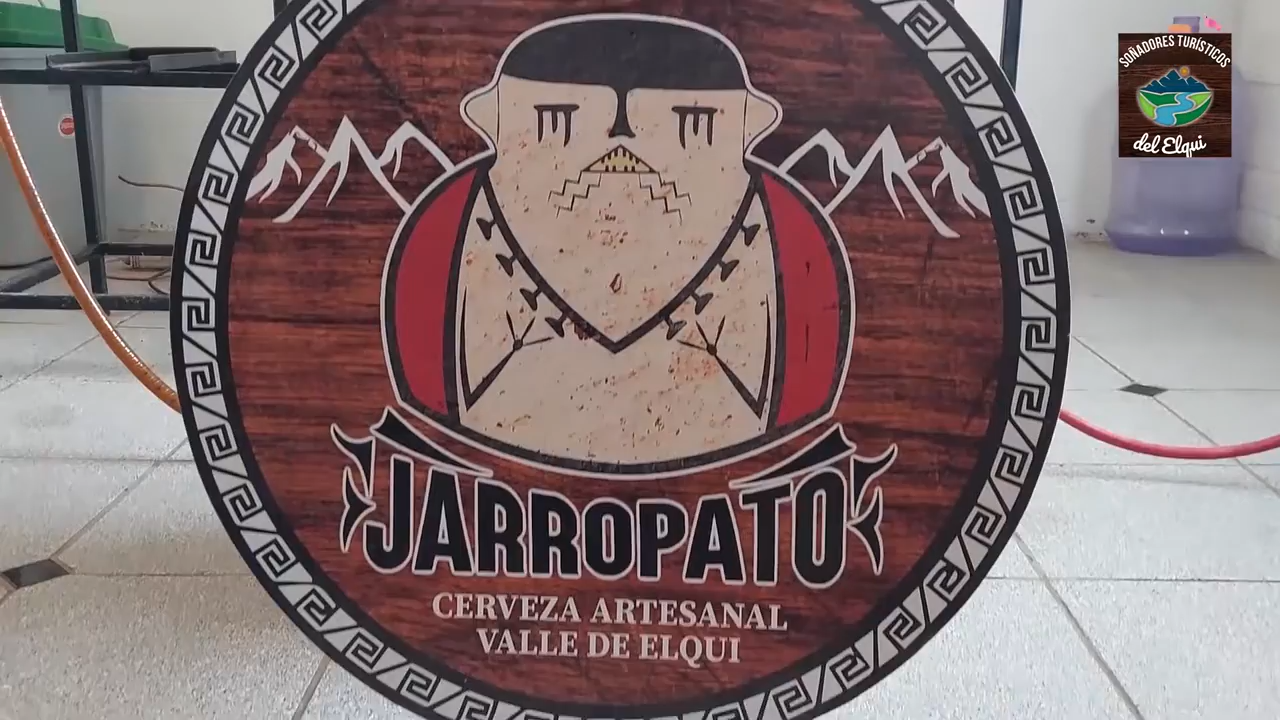 SOÑADORES TURÍSTICOS
del Elqui
JARROPATO
CERVEZA ARTESANAL
VALLE DE ELQUI